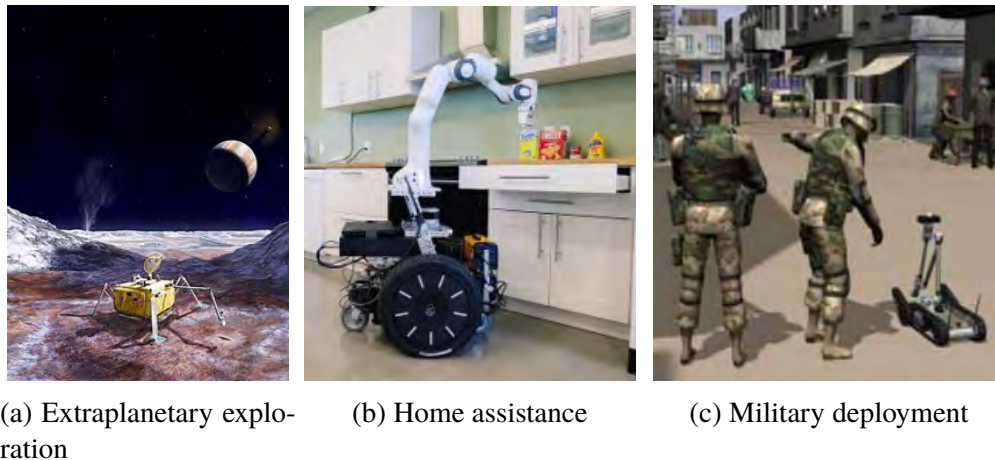 (a) Extraplanetary explo-
ration
(b) Home assistance
(c) Military deployment